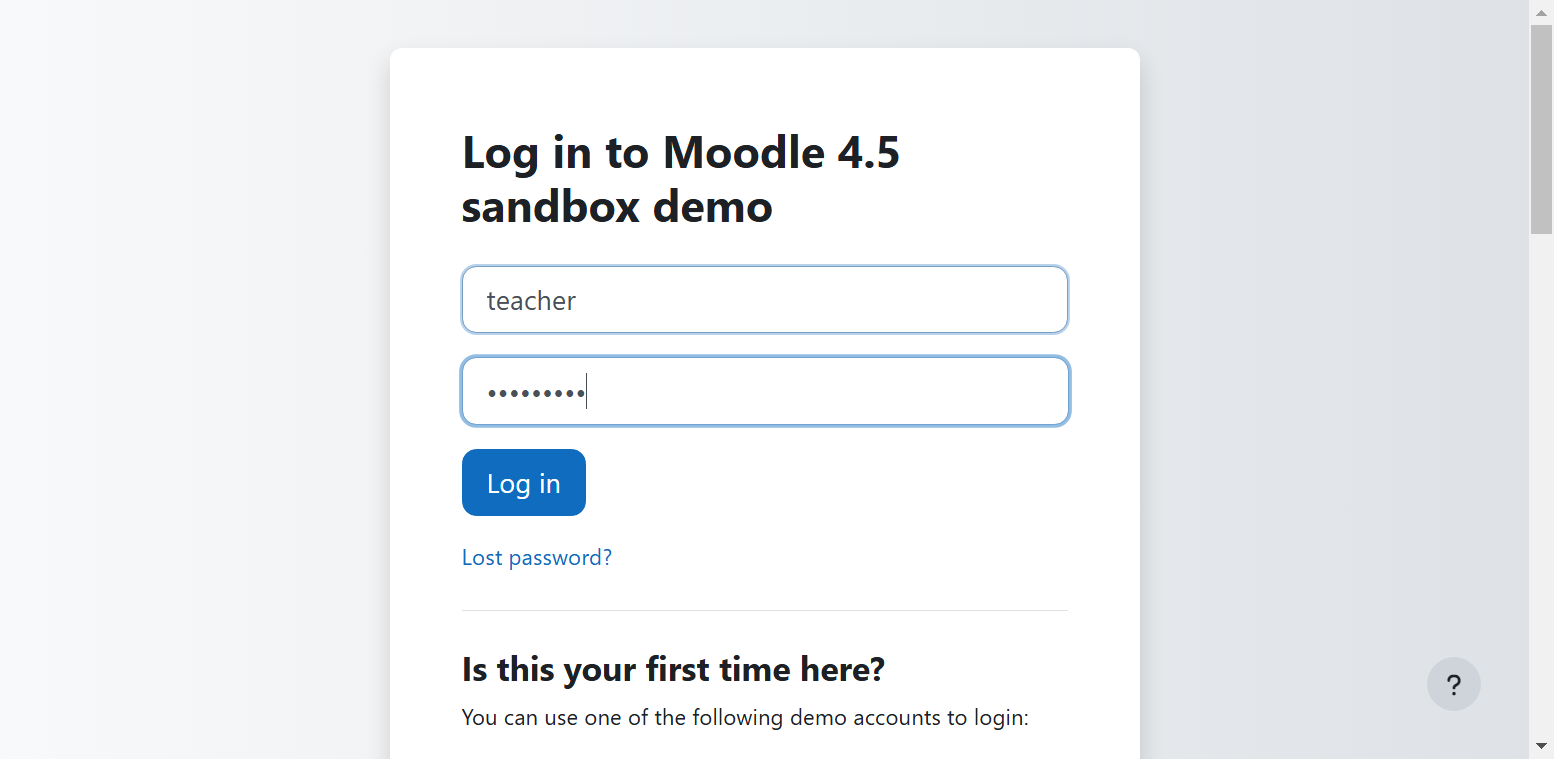 Log in to Moodle 4.5
sandbox demo
teacher
•••••••••
Log in
Lost password?
Is this your first time here?
You can use one of the following demo accounts to login:
?